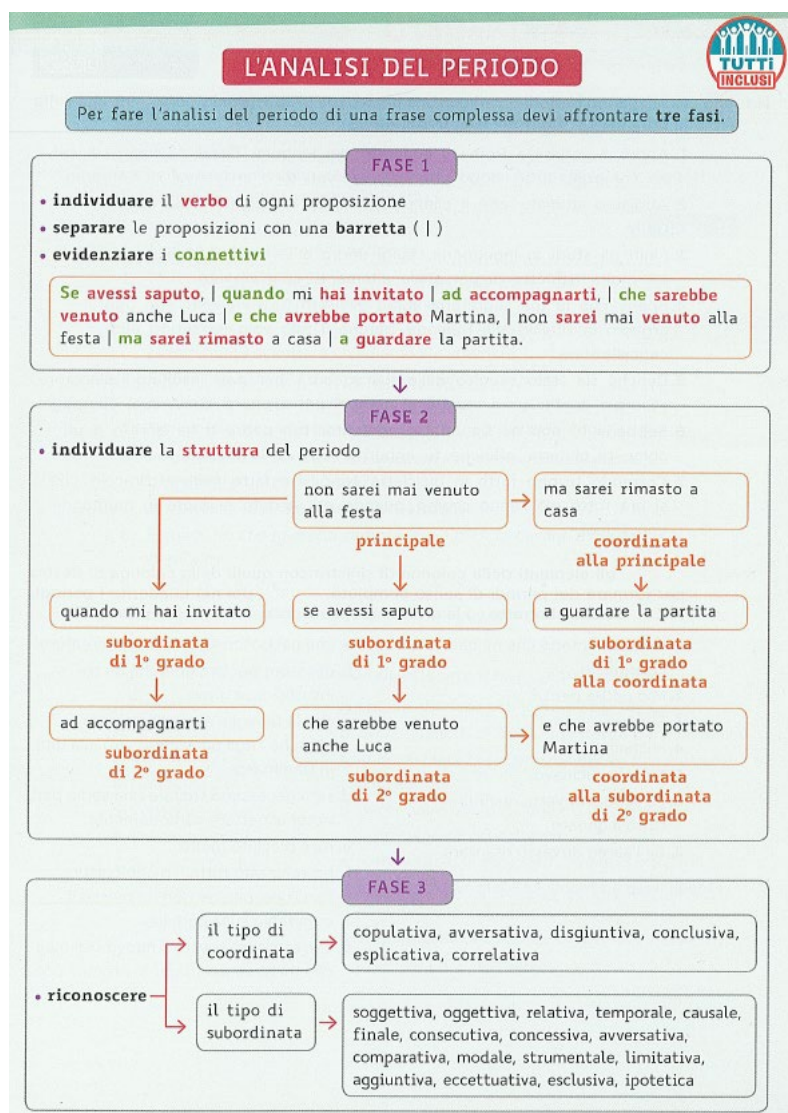 TUTTI
INCLUSI
L'ANALISI DEL PERIODO
Per fare l'analisi del periodo di una frase complessa devi affrontare tre fasi.
FASE 1
• individuare il verbo di ogni proposizione
• separare le proposizioni con una barretta ( | )
• evidenziare i connettivi
Se avessi saputo, | quando mi hai invitato | ad accompagnarti, | che sarebbe
venuto anche Luca | e che avrebbe portato Martina, | non sarei mai venuto alla
festa | ma sarei rimasto a casa | a guardare la partita.
FASE 2
• individuare la struttura del periodo
non sarei mai venuto
alla festa
principale
ma sarei rimasto a
casa
coordinata
alla principale
quando mi hai invitato
subordinata
di 1º grado
se avessi saputo
subordinata
di 1º grado
a guardare la partita
subordinata
di 1º grado
alla coordinata
ad accompagnarti
subordinata
di 2º grado
che sarebbe venuto
anche Luca
subordinata
di 2º grado
e che avrebbe portato
Martina
coordinata
alla subordinata
di 2º grado
FASE 3
• riconoscere
il tipo di
coordinata
copulativa, avversativa, disgiuntiva, conclusiva,
esplicativa, correlativa
il tipo di
subordinata
soggettiva, oggettiva, relativa, temporale, causale,
finale, consecutiva, concessiva, avversativa,
comparativa, modale, strumentale, limitativa,
aggiuntiva, eccettuativa, esclusiva, ipotetica